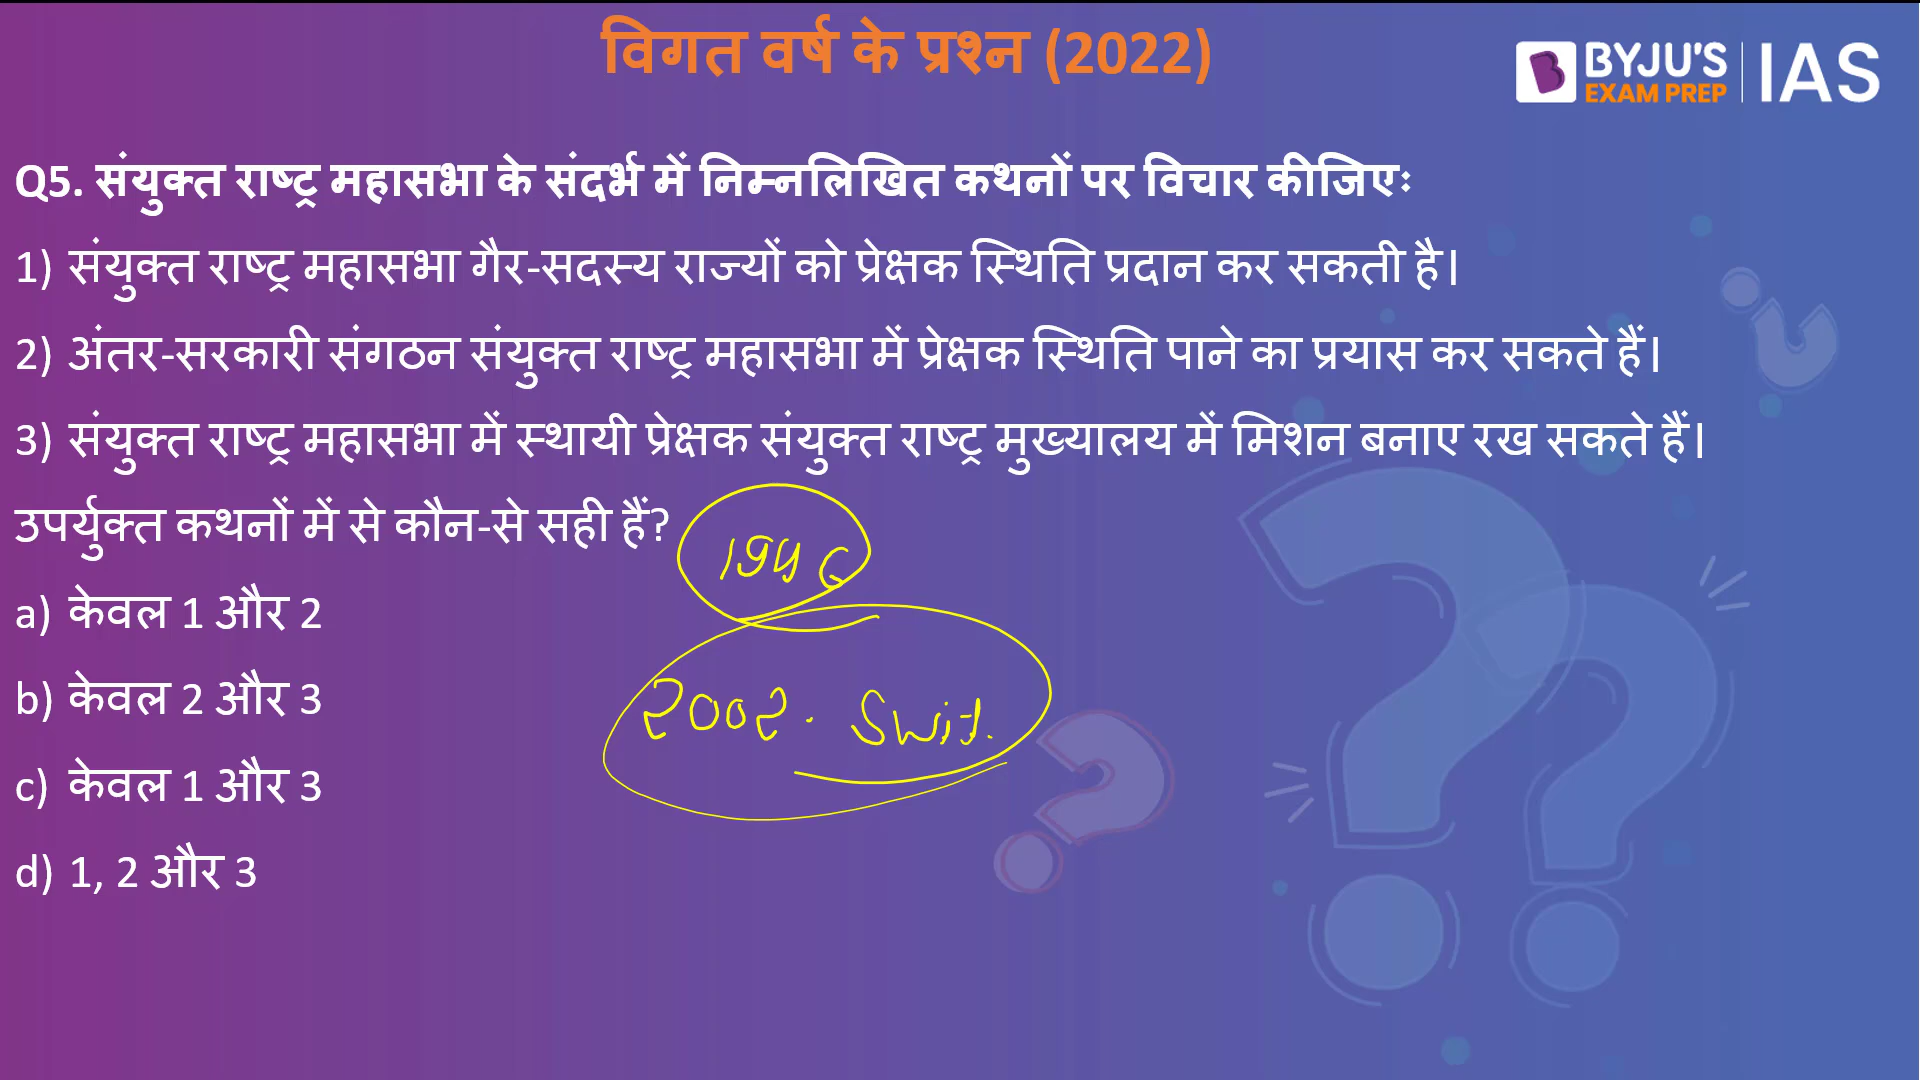 विगत वर्ष के प्रश्न (2022)
BYJU'S
EXAM PREP
IAS
Q5. संयुक्त राष्ट्र महासभा के संदर्भ में निम्नलिखित कथनों पर विचार कीजिएः
1) संयुक्त राष्ट्र महासभा गैर-सदस्य राज्यों को प्रेक्षक स्थिति प्रदान कर सकती है।
2) अंतर-सरकारी संगठन संयुक्त राष्ट्र महासभा में प्रेक्षक स्थिति पाने का प्रयास कर सकते हैं।
3) संयुक्त राष्ट्र महासभा में स्थायी प्रेक्षक संयुक्त राष्ट्र मुख्यालय में मिशन बनाए रख सकते हैं।
उपर्युक्त कथनों में से कौन-से सही हैं?
1946
a) केवल 1 और 2
b) केवल 2 और 3
2002.
c) केवल 1 और 3
d) 1, 2 और 3